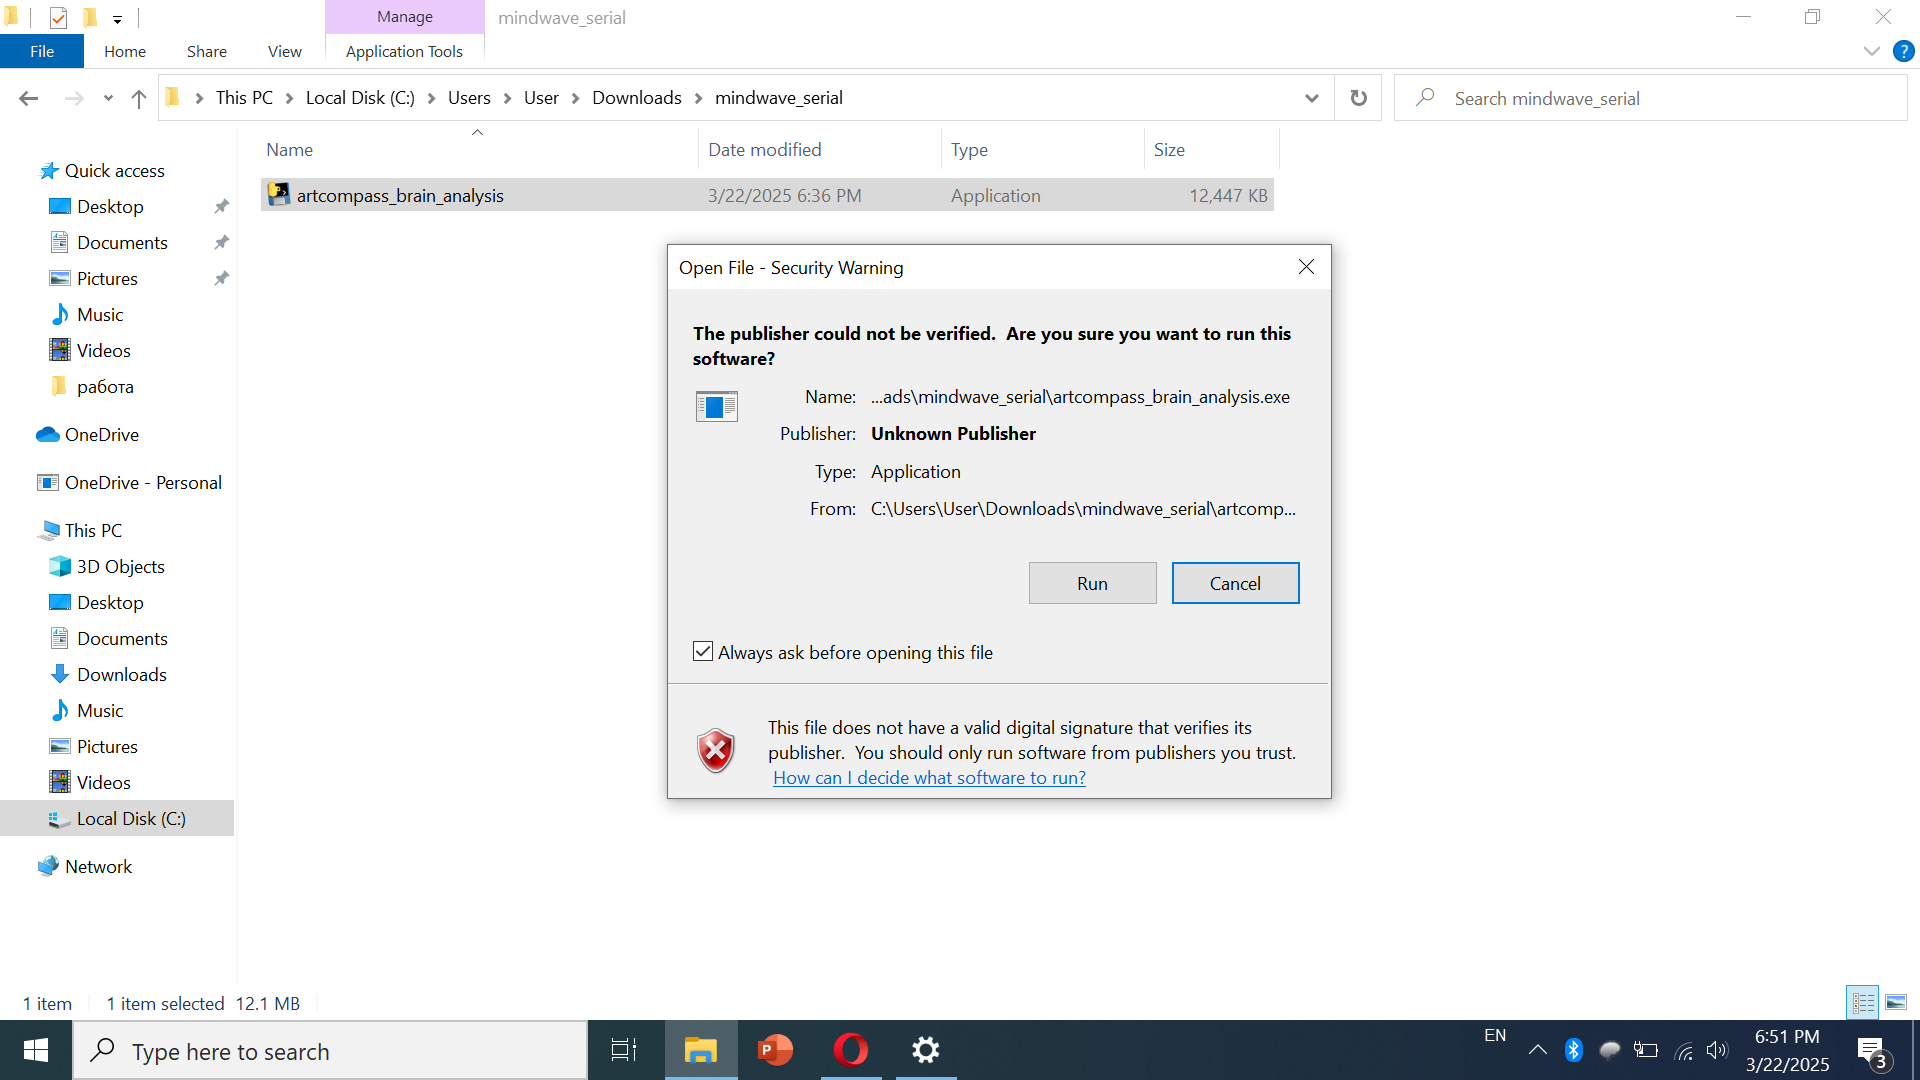 Manage
mindwave_serial
File
Home
Share
View
Application Tools
This PC
Local Disk (C:)
Users
User
Downloads
mindwave_serial
Search mindwave_serial
Name
Date modified
Type
Size
artcompass_brain_analysis
3/22/2025 6:36 PM
Application
12,447 KB
Quick access
Desktop
Documents
Pictures
Music
Videos
работа
OneDrive
OneDrive - Personal
This PC
3D Objects
Desktop
Documents
Downloads
Music
Pictures
Videos
Local Disk (C:)
Network
Open File - Security Warning
The publisher could not be verified.  Are you sure you want to run this
software?
Name: ...ads\mindwave_serial\artcompass_brain_analysis.exe
Publisher: Unknown Publisher
Type: Application
From: C:\Users\User\Downloads\mindwave_serial\artcomp...
Run
Cancel
Always ask before opening this file
This file does not have a valid digital signature that verifies its
publisher.  You should only run software from publishers you trust.
How can I decide what software to run?
1 item
1 item selected 12.1 MB
Type here to search
EN
6:51 PM
3/22/2025
3